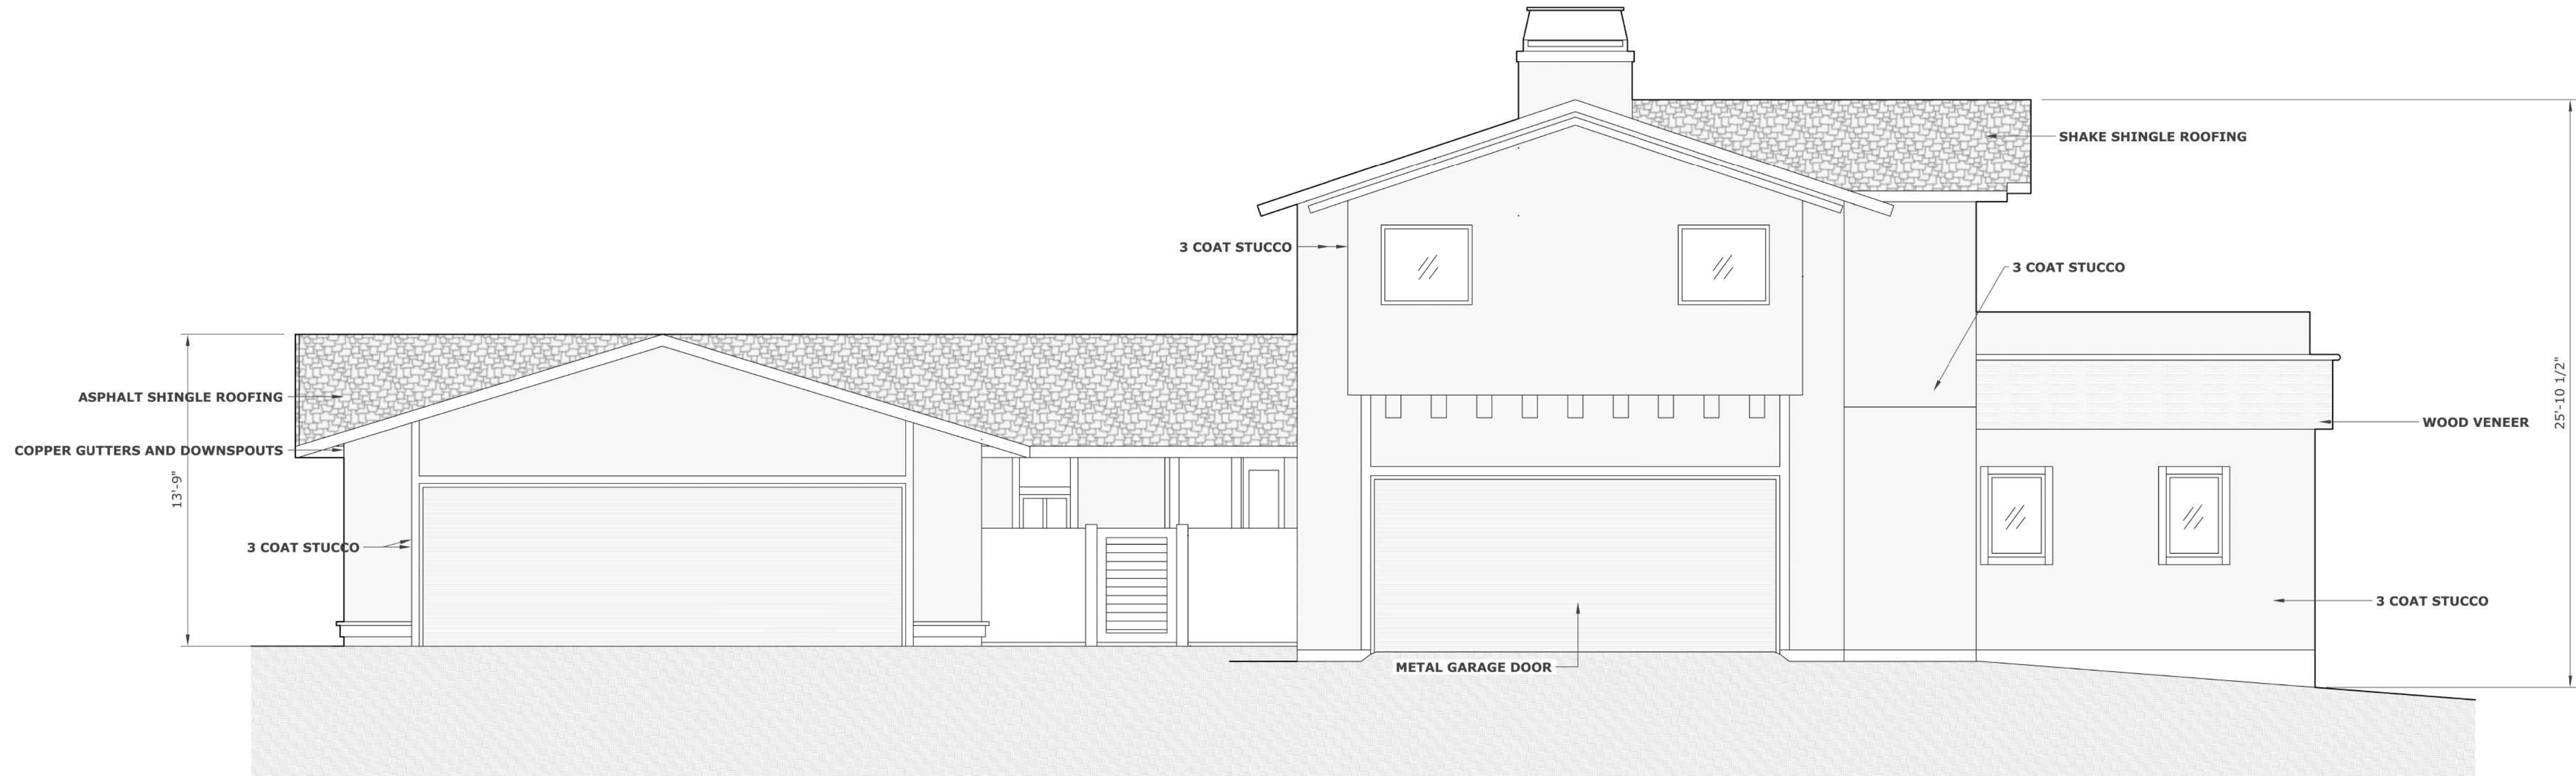 SHAKE SHINGLE ROOFING
3 COAT STUCCO
3 COAT STUCCO
25'-10 1/2"
ASPHALT SHINGLE ROOFING
WOOD VENEER
COPPER GUTTERS AND DOWNSPOUTS
13'-9"
3 COAT STUCCO
3 COAT STUCCO
METAL GARAGE DOOR